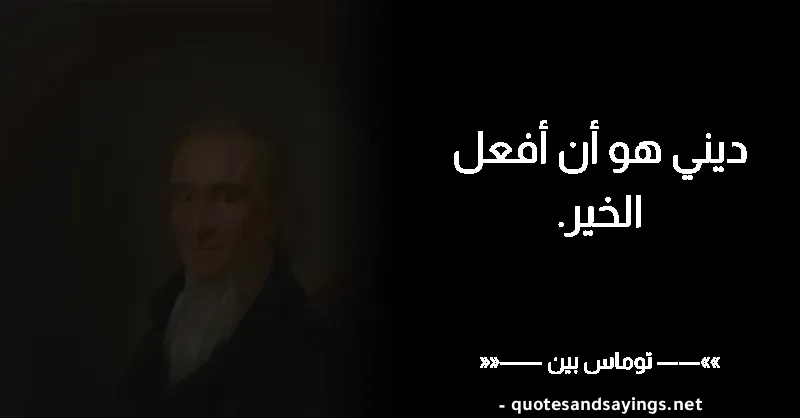 ديني هو أن أفعل
الخير.
»»—— توماس بين ——««
- quotesandsayings.net